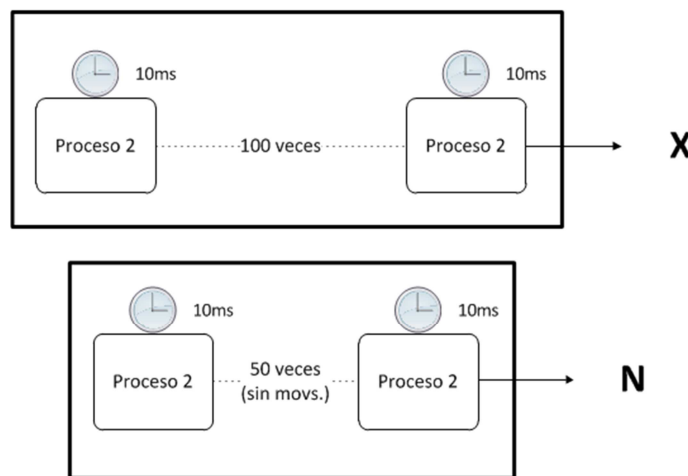 10ms
10ms
Proceso 2
100 veces
Proceso 2
X
10ms
10ms
Proceso 2
50 veces
(sin movs.)
Proceso 2
N